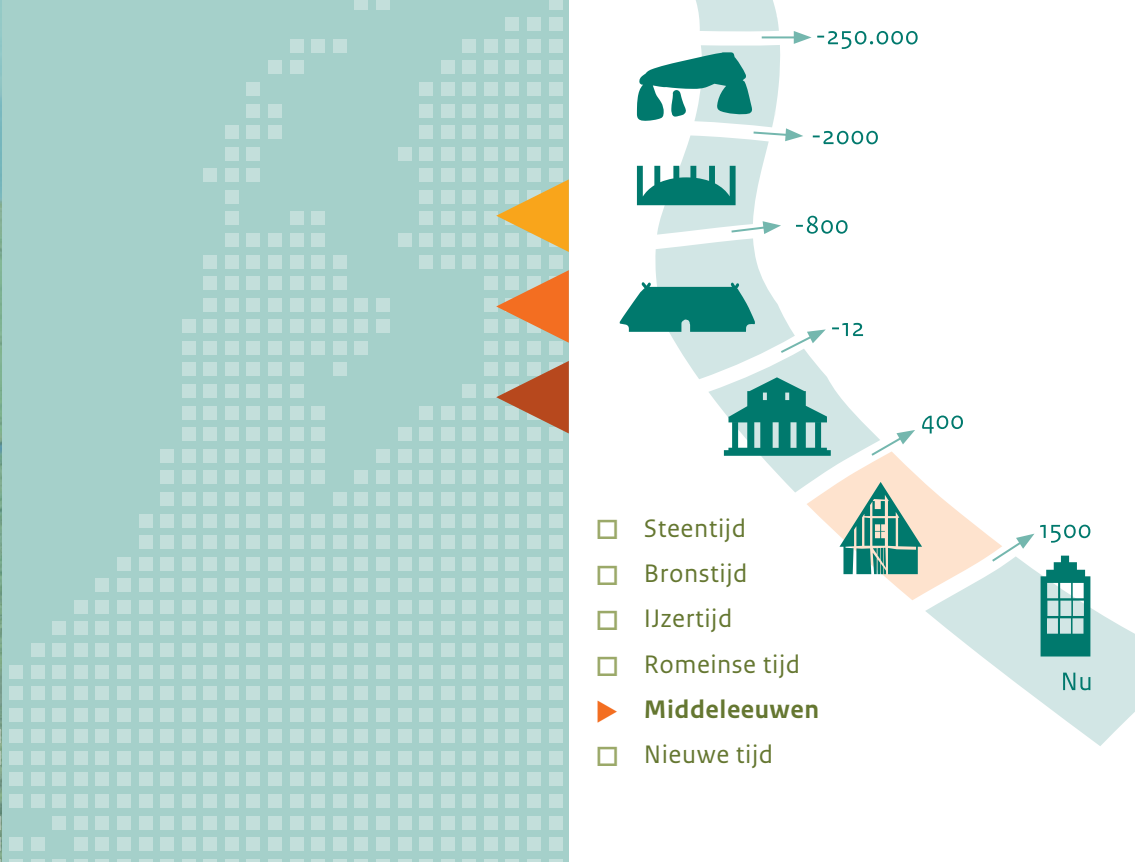 -250.000
-2000
-800
-12
400
1500
Nu
Steentijd
Bronstijd
IJzertijd
Romeinse tijd
Middeleeuwen
Nieuwe tijd